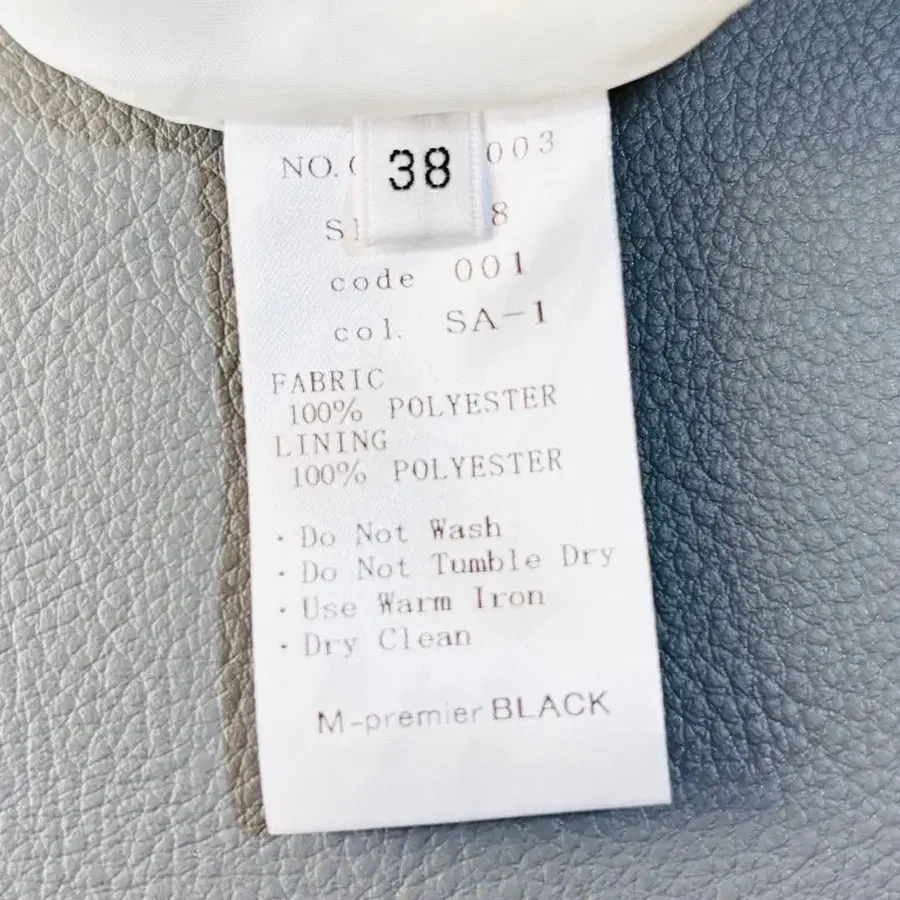 NO. 003
38
8
code 001
col. SA-1
FABRIC
100% POLYESTER
LINING
100% POLYESTER
· Do Not Wash
· Do Not Tumble Dry
· Use Warm Iron
· Dry Clean
M-premier BLACK